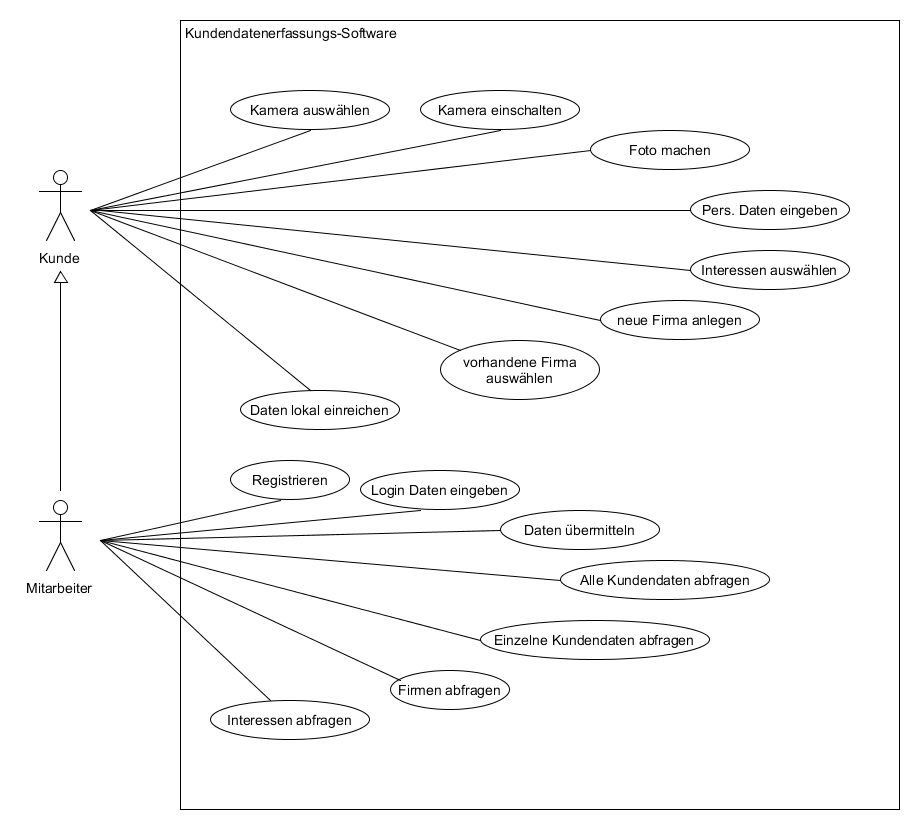 Kundendatenerfassungs-Software
Kamera auswählen
Kamera einschalten
Foto machen
Pers. Daten eingeben
Kunde
Interessen auswählen
neue Firma anlegen
vorhandene Firma
auswählen
Daten lokal einreichen
Registrieren
Login Daten eingeben
Daten übermitteln
Mitarbeiter
Alle Kundendaten abfragen
Einzelne Kundendaten abfragen
Firmen abfragen
Interessen abfragen